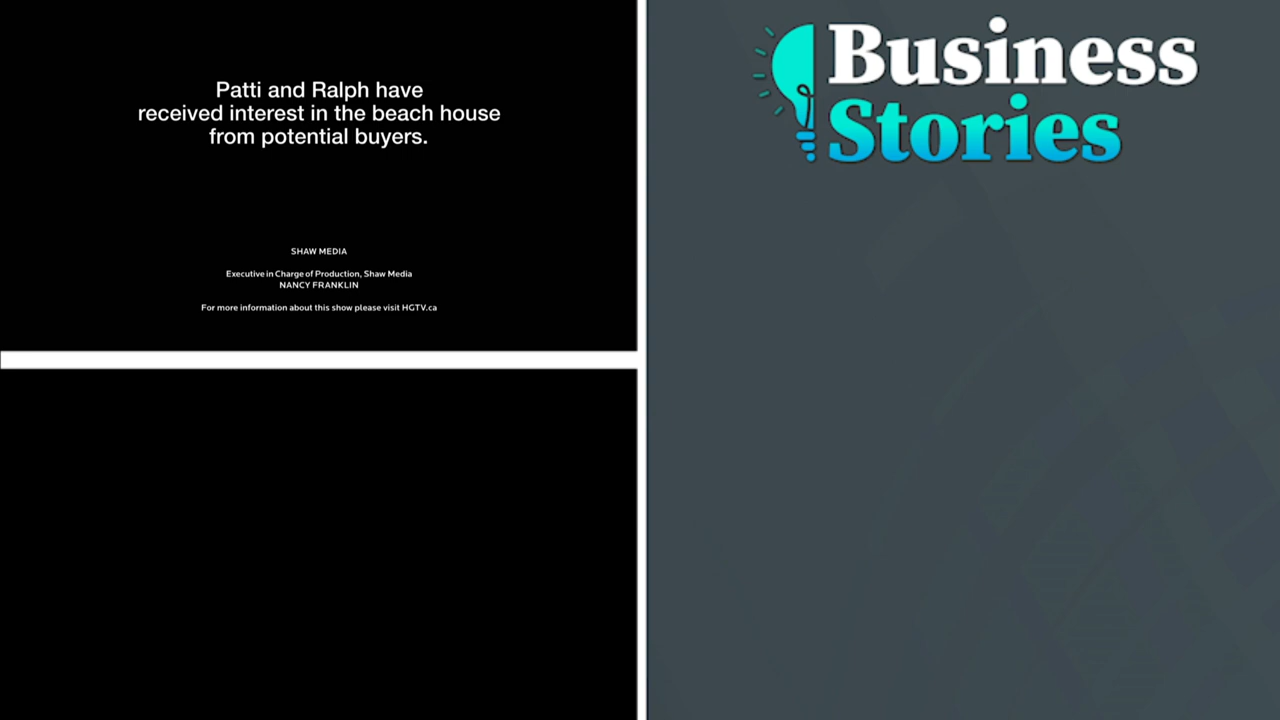 Patti and Ralph have
received interest in the beach house
from potential buyers.
SHAW MEDIA
Executive in Charge of Production, Shaw Media
NANCY FRANKLIN
For more information about this show please visit HGTV.ca
Business
Stories